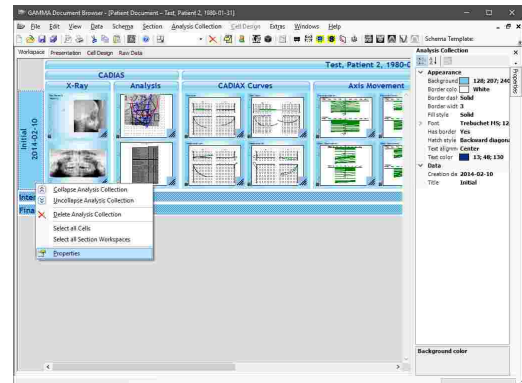 GAMMA Document Browser - [Patient Document - Test, Patient 2, 1980-01-31]
File Edit View Data Schema Section Analysis Collection Cell Design Extras Windows Help
Schema Template:
Workspace Presentation Cell Design Raw Data
Test, Patient 2, 1980-0
CADIAS
X-Ray Analysis
CADIAX
Curves Axis Movement
Initial
2014-02-10
Inter
Fina
Collapse Analysis Collection
Uncollapse Analysis Collection
Delete Analysis Collection
Select all Cells
Select all Section Workspaces
Properties
Analysis Collection
Properties
Appearance
Background 128; 207; 240
Border colo White
Border dash Solid
Border widt 3
Fill style Solid
Font Trebuchet MS; 12
Has border Yes
Hatch style Backward diagona
Text alignm Center
Text color 13; 48; 130
Data
Creation da 2014-02-10
Title Initial
Background color